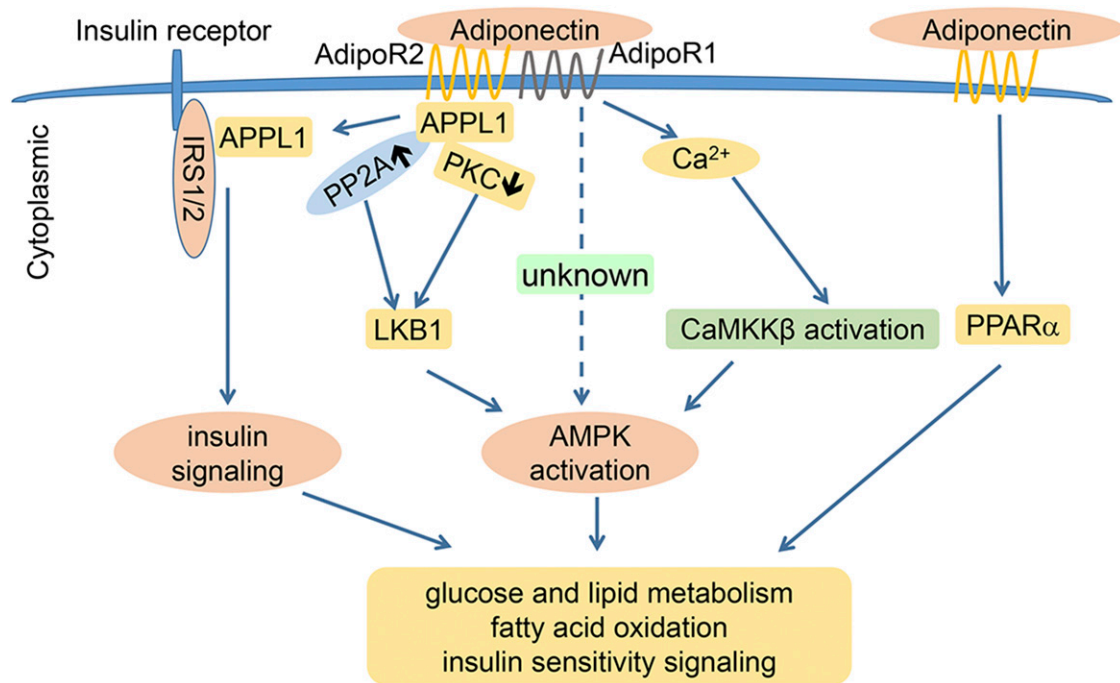 Insulin receptor
Adiponectin
Adiponectin
AdipoR2
AdipoR1
Cytoplasmic
IRS1/2
APPL1
APPL1
PP2A
PKC
Ca²⁺
unknown
LKB1
CaMKKβ activation
PPARα
insulin
signaling
AMPK
activation
glucose and lipid metabolism
fatty acid oxidation
insulin sensitivity signaling